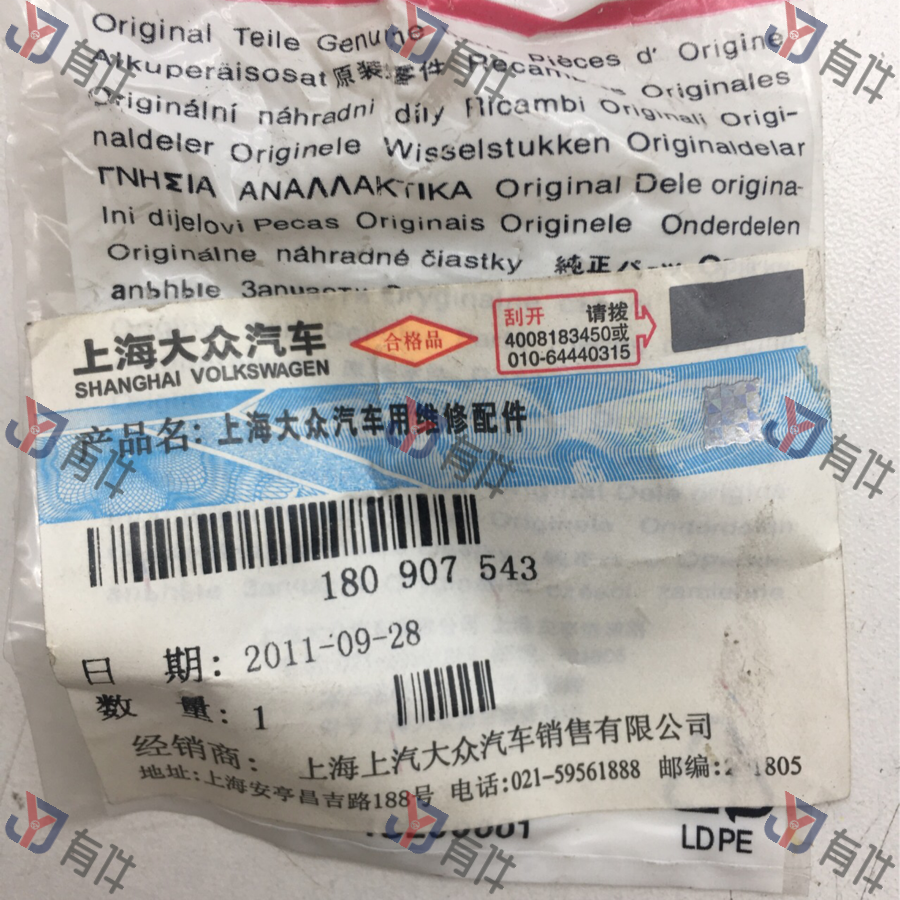 Original Teile Genuine Pièces d' Origine
Alkuperäisosat 原装零件 Recam Originales
Originální náhradní díly Ricambi Originali Origi-
naldeler Originele Wisselstukken Originaldelar
ΓΝΗΣΙΑ ΑΝΑΛΛΑΚΤΙΚΑ Original Dele origina-
lni dijelovi Pecas Originais Originele Onderdelen
Originálne náhradné čiastky 純正パーツ
上海大众汽车
SHANGHAI VOLKSWAGEN
合格品
刮开 请拨
4008183450或
010-64440315
产品名: 上海大众汽车用维修配件
180 907 543
日 期: 2011-09-28
数 量: 1
经销商: 上海上汽大众汽车销售有限公司
地址: 上海安亭昌吉路188号 电话:021-59561888 邮编:2 1805
LDPE
有件